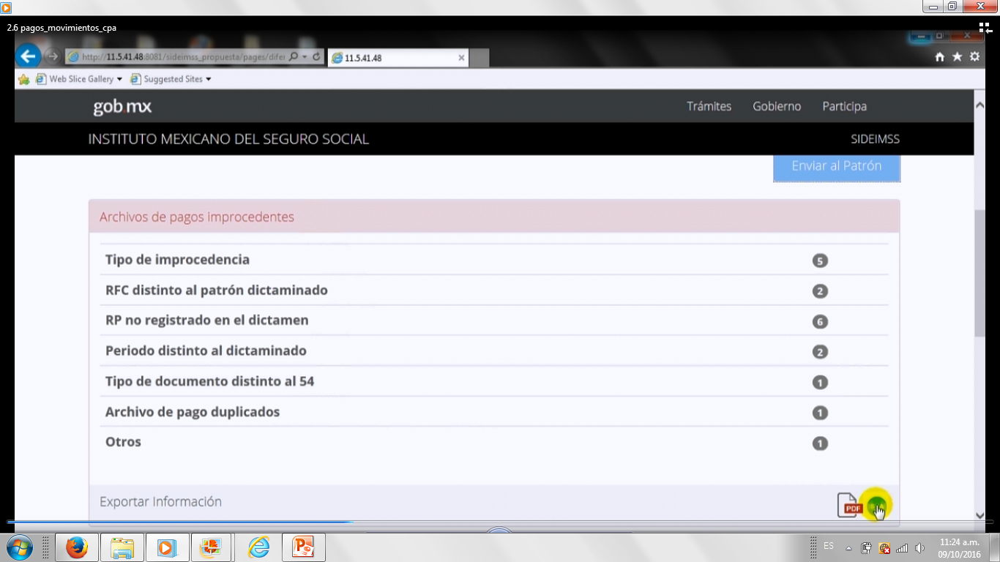 2.6 pagos_movimientos_cpa
http://11.5.41.48:8081/sideimss_propuesta/pages/difer
11.5.41.48
Web Slice Gallery
Suggested Sites
gob.mx
Trámites Gobierno Participa
INSTITUTO MEXICANO DEL SEGURO SOCIAL
SIDEIMSS
Enviar al Patrón
Archivos de pagos improcedentes
Tipo de improcedencia 5
RFC distinto al patrón dictaminado 2
RP no registrado en el dictamen 6
Periodo distinto al dictaminado 2
Tipo de documento distinto al 54 1
Archivo de pago duplicados 1
Otros 1
Exportar Información
PDF
ES
11:24 a.m.
09/10/2016